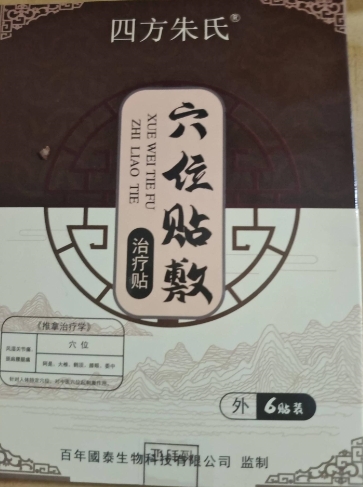 四方朱氏®
穴位贴敷
XUE WEI TIE FU
ZHI LIAO TIE
治疗贴
《推拿治疗学》
穴 位
外 6贴装
百年國泰生物科技有限公司 监制